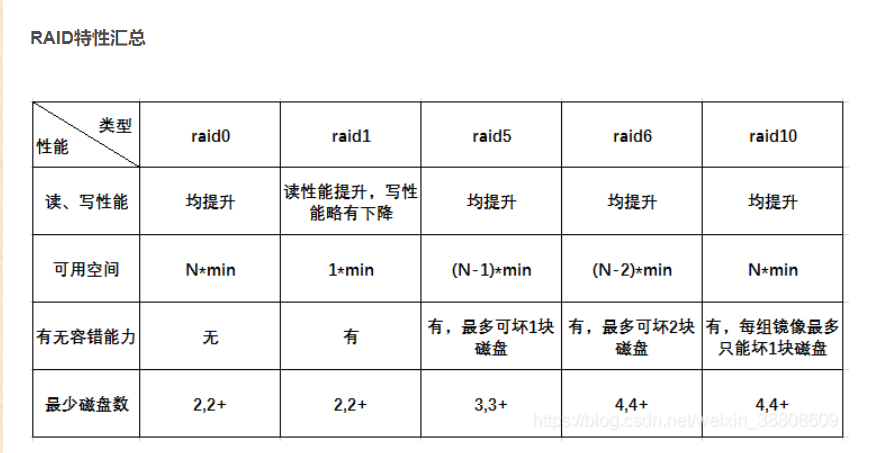 RAID特性汇总
类型
性能
raid0
raid1
raid5
raid6
raid10
读、写性能
均提升
读性能提升，写性
能略有下降
均提升
均提升
均提升
可用空间
N*min
1*min
(N-1)*min
(N-2)*min
N*min
有无容错能力
无
有
有，最多可坏1块
磁盘
有，最多可坏2块
磁盘
有，每组镜像最多
只能坏1块磁盘
最少磁盘数
2,2+
2,2+
3,3+
4,4+
4,4+
https://blog.csdn.net/weixin_38808609